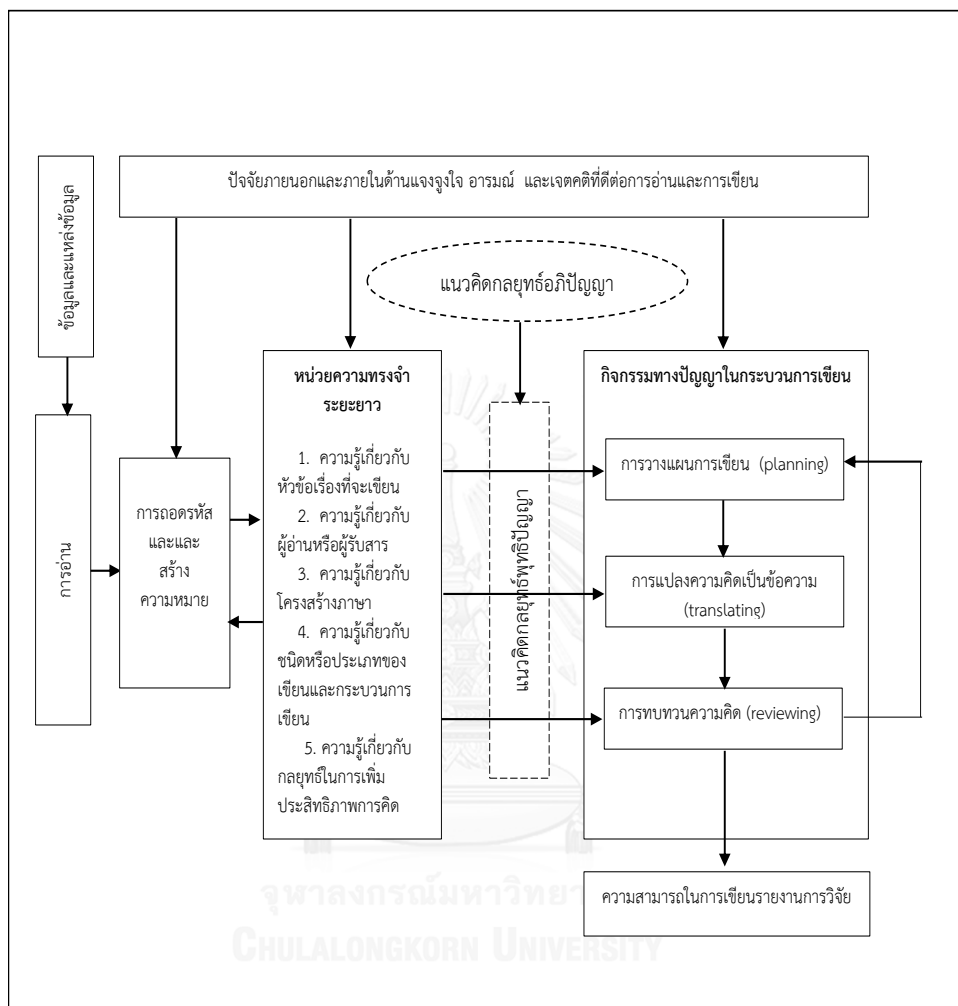 ปัจจัยภายนอกและภายในด้านแจงจูงใจ อารมณ์ และเจตคติที่ดีต่อการอ่านและการเขียน
ข้อมูลและแหล่งข้อมูล
แนวคิดกลยุทธ์อภิปัญญา
การอ่าน
การถอดรหัส
และและ
สร้าง
ความหมาย
หน่วยความทรงจำ
ระยะยาว
1. ความรู้เกี่ยวกับ
หัวข้อเรื่องที่จะเขียน
2. ความรู้เกี่ยวกับ
ผู้อ่านหรือผู้รับสาร
3. ความรู้เกี่ยวกับ
โครงสร้างภาษา
4. ความรู้เกี่ยวกับ
ชนิดหรือประเภทของ
เขียนและกระบวนการ
เขียน
5. ความรู้เกี่ยวกับ
กลยุทธ์ในการเพิ่ม
ประสิทธิภาพการคิด
แนวคิดกลยุทธ์พุทธิปัญญา
กิจกรรมทางปัญญาในกระบวนการเขียน
การวางแผนการเขียน (planning)
การแปลงความคิดเป็นข้อความ
(translating)
การทบทวนความคิด (reviewing)
ความสามารถในการเขียนรายงานการวิจัย
จุฬาลงกรณ์มหาวิทยา
CHULALONGKORN UNIVERSITY